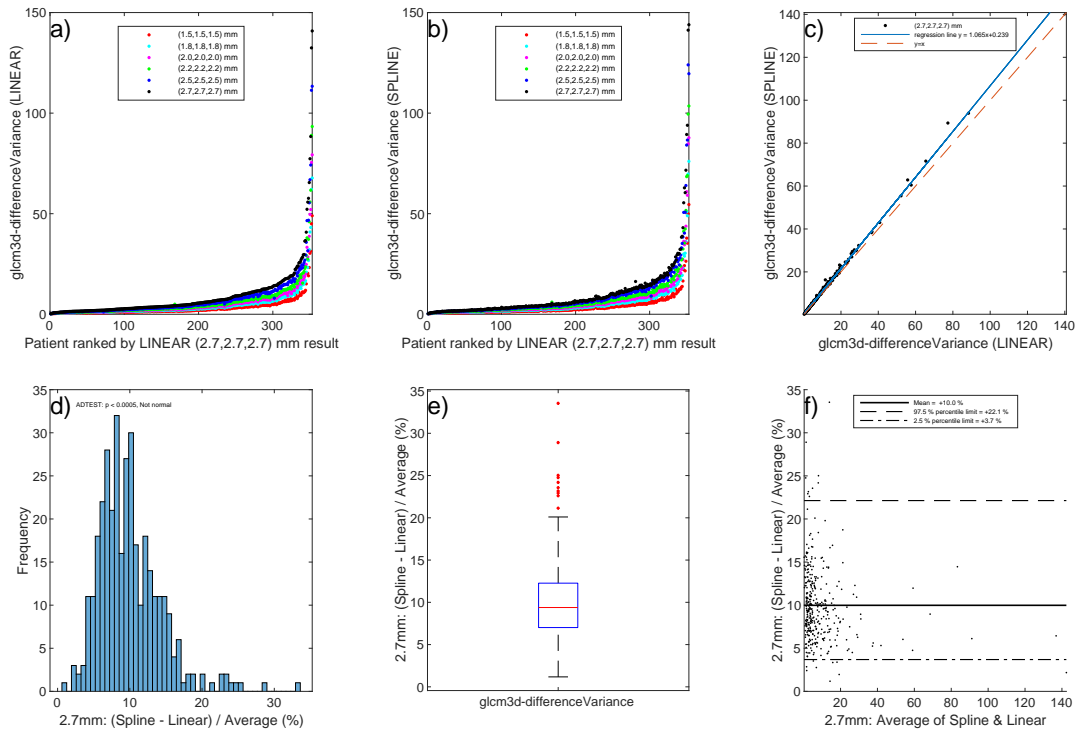 a)
glcm3d-differenceVariance (LINEAR)
150
100
50
0
(1.5,1.5,1.5) mm
(1.8,1.8,1.8) mm
(2.0,2.0,2.0) mm
(2.2,2.2,2.2) mm
(2.5,2.5,2.5) mm
(2.7,2.7,2.7) mm
0 100 200 300
Patient ranked by LINEAR (2.7,2.7,2.7) mm result
b)
glcm3d-differenceVariance (SPLINE)
150
100
50
0
(1.5,1.5,1.5) mm
(1.8,1.8,1.8) mm
(2.0,2.0,2.0) mm
(2.2,2.2,2.2) mm
(2.5,2.5,2.5) mm
(2.7,2.7,2.7) mm
0 100 200 300
Patient ranked by LINEAR (2.7,2.7,2.7) mm result
c)
glcm3d-differenceVariance (SPLINE)
140
120
100
80
60
40
20
(2.7,2.7,2.7) mm
regression line y = 1.065x+0.239
y=x
20 40 60 80 100 120 140
glcm3d-differenceVariance (LINEAR)
d)
Frequency
35
30
25
20
15
10
5
0
ADTEST: p < 0.0005, Not normal
0 10 20 30
2.7mm: (Spline - Linear) / Average (%)
e)
2.7mm: (Spline - Linear) / Average (%)
35
30
25
20
15
10
5
0
glcm3d-differenceVariance
f)
2.7mm: (Spline - Linear) / Average (%)
35
30
25
20
15
10
5
0
Mean = +10.0 %
97.5 % percentile limit = +22.1 %
2.5 % percentile limit = +3.7 %
0 20 40 60 80 100 120 140
2.7mm: Average of Spline & Linear